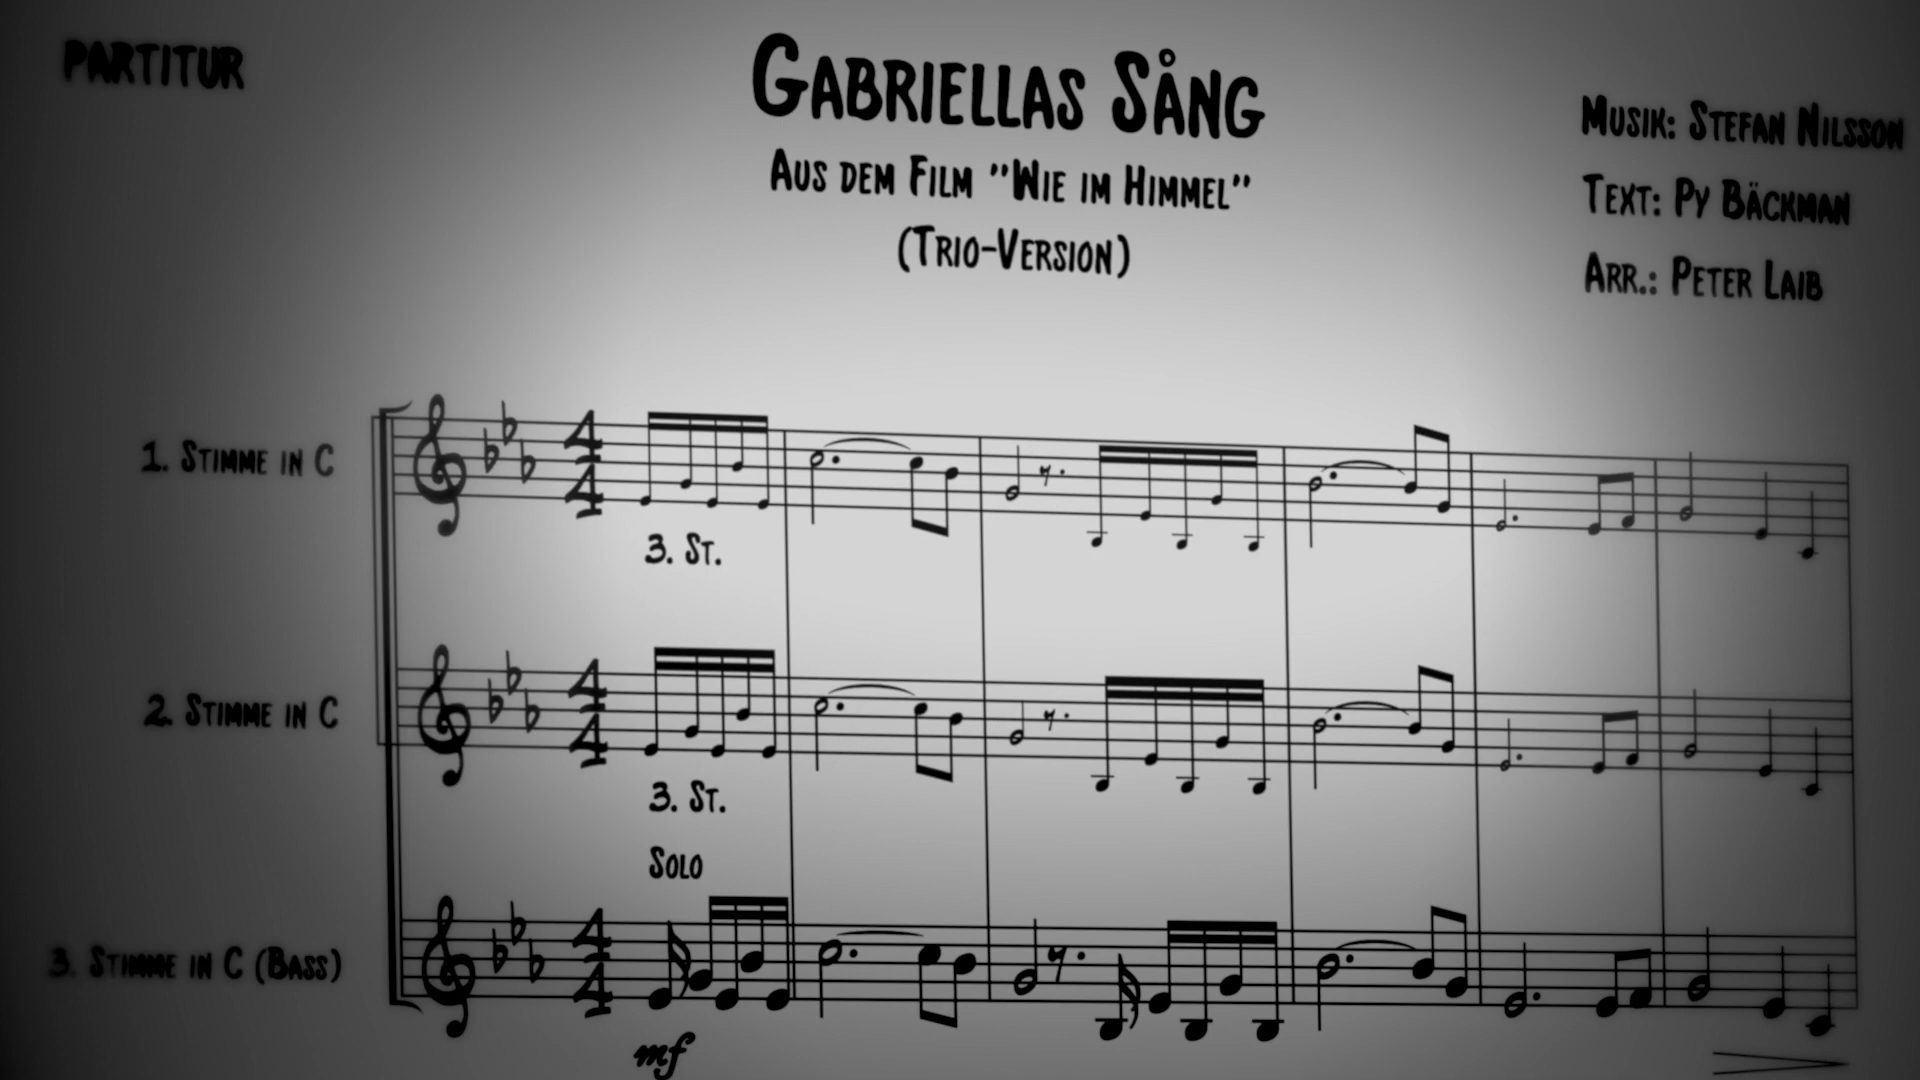 PARTITUR
GABRIELLAS SÅNG
AUS DEM FILM "WIE IM HIMMEL"
(TRIO-VERSION)
MUSIK: STEFAN NILSSON
TEXT: PY BÄCKMAN
ARR.: PETER LAIB
1. STIMME IN C
3. ST.
2. STIMME IN C
3. ST.
SOLO
3. STIMME IN C (BASS)
mf